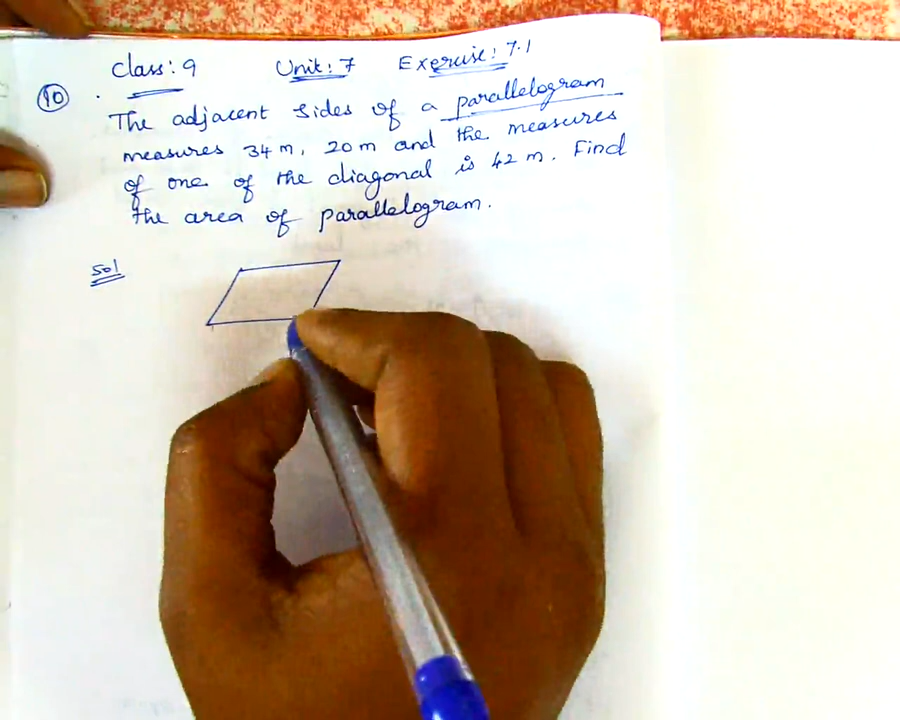 Class: 9 Unit: 7 Exercise: 7.1
10 The adjacent sides of a parallelogram
measures 34 m, 20 m and the measures
of one of the diagonal is 42 m. Find
the area of parallelogram.
Sol